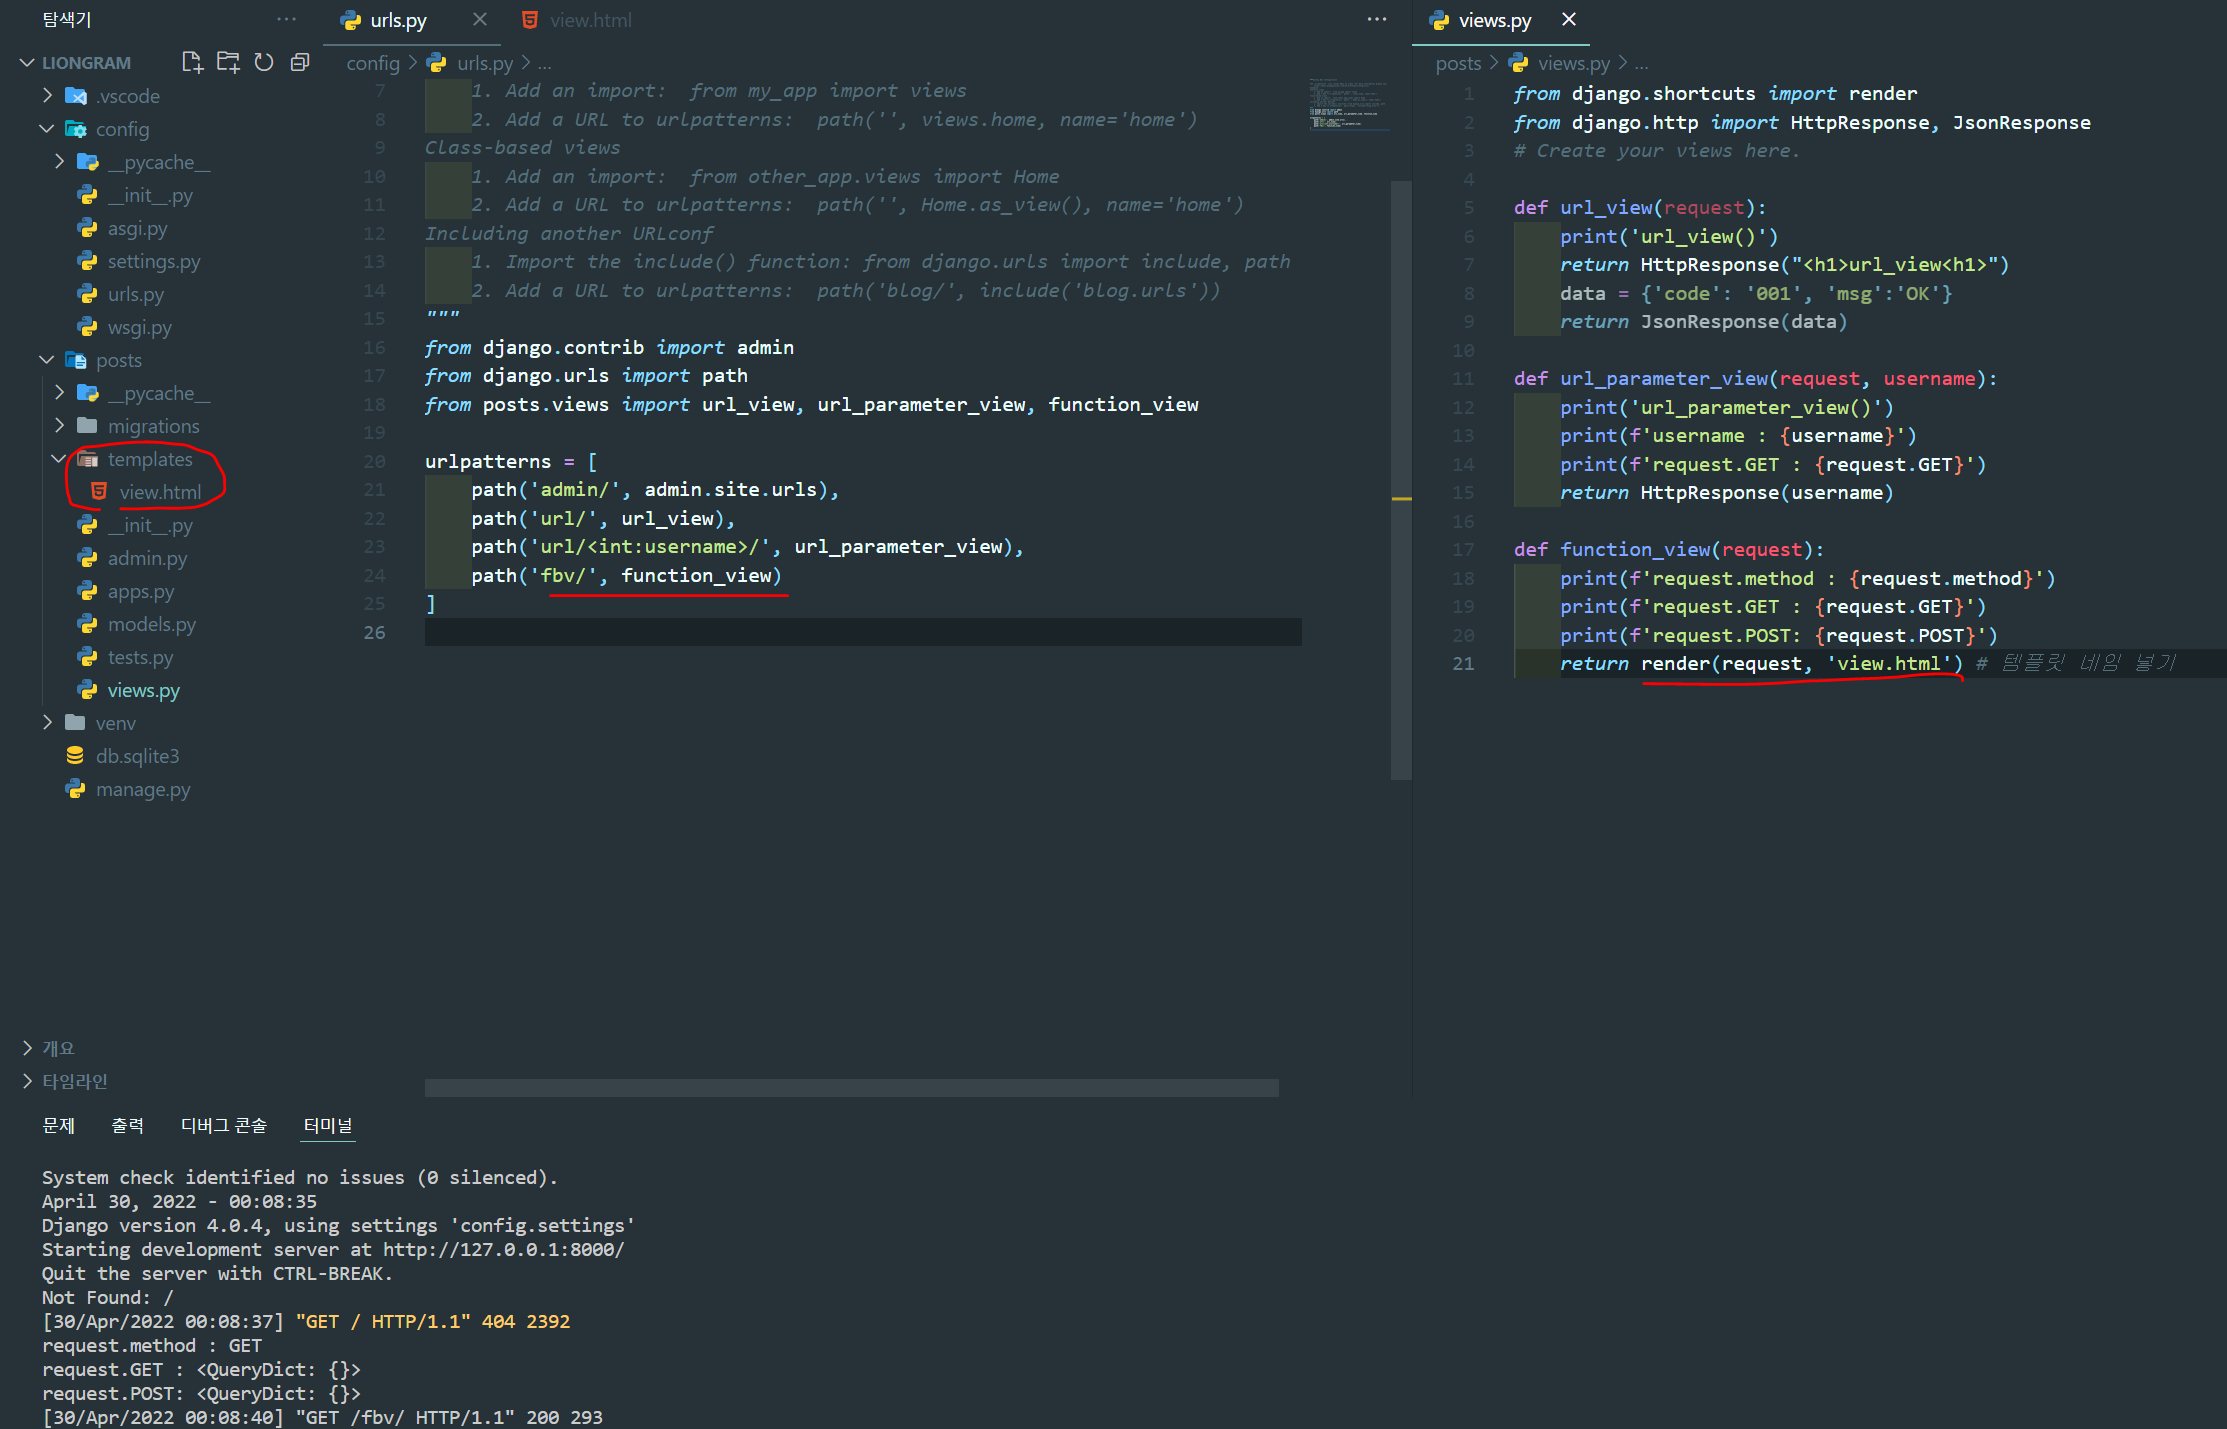 탐색기 ···
LIONGRAM
.vscode
config
__pycache__
__init__.py
asgi.py
settings.py
urls.py
wsgi.py
posts
__pycache__
migrations
templates
view.html
__init__.py
admin.py
apps.py
models.py
tests.py
views.py
venv
db.sqlite3
manage.py
개요
타임라인
urls.py view.html ···
config > urls.py > ...
7     1. Add an import:  from my_app import views
8     2. Add a URL to urlpatterns:  path('', views.home, name='home')
9 Class-based views
10     1. Add an import:  from other_app.views import Home
11     2. Add a URL to urlpatterns:  path('', Home.as_view(), name='home')
12 Including another URLconf
13     1. Import the include() function: from django.urls import include, path
14     2. Add a URL to urlpatterns:  path('blog/', include('blog.urls'))
15 """
16 from django.contrib import admin
17 from django.urls import path
18 from posts.views import url_view, url_parameter_view, function_view
19
20 urlpatterns = [
21     path('admin/', admin.site.urls),
22     path('url/', url_view),
23     path('url/<int:username>/', url_parameter_view),
24     path('fbv/', function_view)
25 ]
26
views.py
posts > views.py > ...
1 from django.shortcuts import render
2 from django.http import HttpResponse, JsonResponse
3 # Create your views here.
4
5 def url_view(request):
6     print('url_view()')
7     return HttpResponse("<h1>url_view<h1>")
8     data = {'code': '001', 'msg':'OK'}
9     return JsonResponse(data)
10
11 def url_parameter_view(request, username):
12     print('url_parameter_view()')
13     print(f'username : {username}')
14     print(f'request.GET : {request.GET}')
15     return HttpResponse(username)
16
17 def function_view(request):
18     print(f'request.method : {request.method}')
19     print(f'request.GET : {request.GET}')
20     print(f'request.POST: {request.POST}')
21     return render(request, 'view.html') # 템플릿 네임 넣기
문제 출력 디버그 콘솔 터미널
System check identified no issues (0 silenced).
April 30, 2022 - 00:08:35
Django version 4.0.4, using settings 'config.settings'
Starting development server at http://127.0.0.1:8000/
Quit the server with CTRL-BREAK.
Not Found: /
[30/Apr/2022 00:08:37] "GET / HTTP/1.1" 404 2392
request.method : GET
request.GET : <QueryDict: {}>
request.POST: <QueryDict: {}>
[30/Apr/2022 00:08:40] "GET /fbv/ HTTP/1.1" 200 293